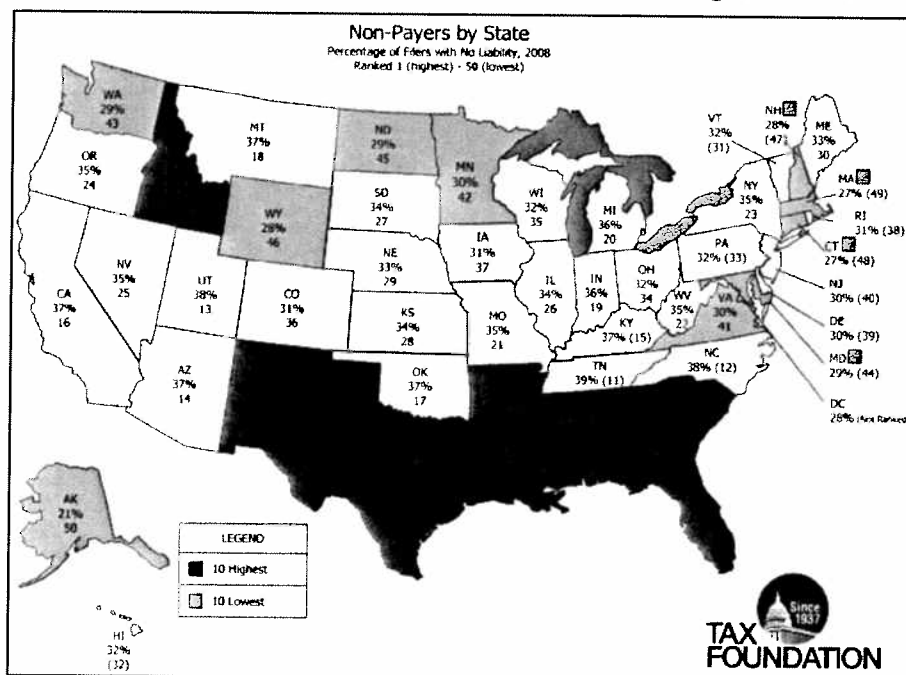 Non-Payers by State
Percentage of Filers with No Liability, 2008
Ranked 1 (highest) - 50 (lowest)
WA
29%
43
OR
35%
24
CA
37%
16
NV
35%
25
MT
37%
18
WY
28%
46
UT
38%
13
AZ
37%
14
CO
31%
36
ND
29%
45
SD
34%
27
NE
33%
29
KS
34%
28
OK
37%
17
MN
30%
42
IA
31%
37
MO
35%
21
WI
32%
35
IL
34%
26
MI
36%
20
IN
36%
19
OH
32%
34
KY
37% (15)
TN
39% (11)
WV
35%
VA
30%
41
NC
38% (12)
PA
32% (33)
NY
35%
23
VT
32%
(31)
NH
28%
(47)
ME
33%
30
MA
27% (49)
RI
31% (38)
CT
27% (48)
NJ
30% (40)
DE
30% (39)
MD
29% (44)
DC
28% (Not Ranked)
AK
21%
50
HI
32%
(32)
LEGEND
10 Highest
10 Lowest
Since
1937
TAX
FOUNDATION